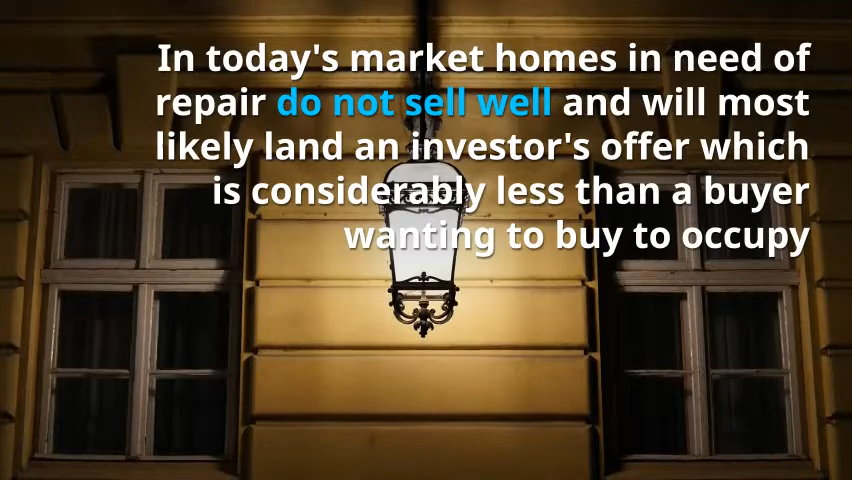 In today's market homes in need of
repair do not sell well and will most
likely land an investor's offer which
is considerably less than a buyer
wanting to buy to occupy